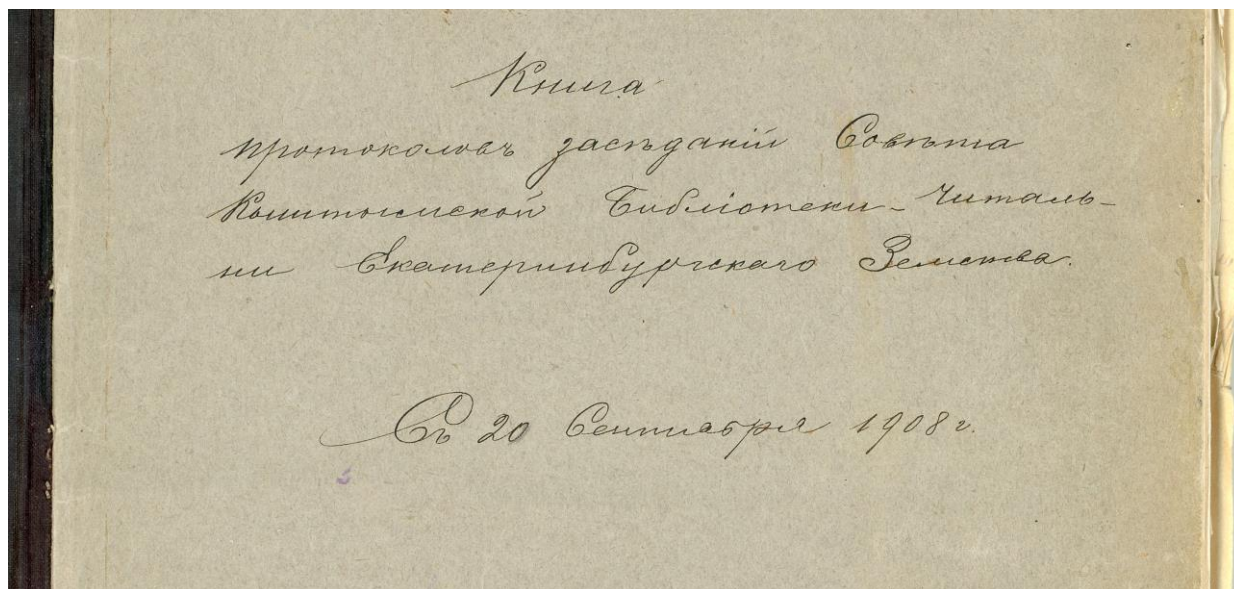 Книга
протоколовъ засѣданій Совѣта
Кыштымской Библіотеки-Читаль-
ни Екатеринбургскаго Земства.
Съ 20 Сентября 1908 г.